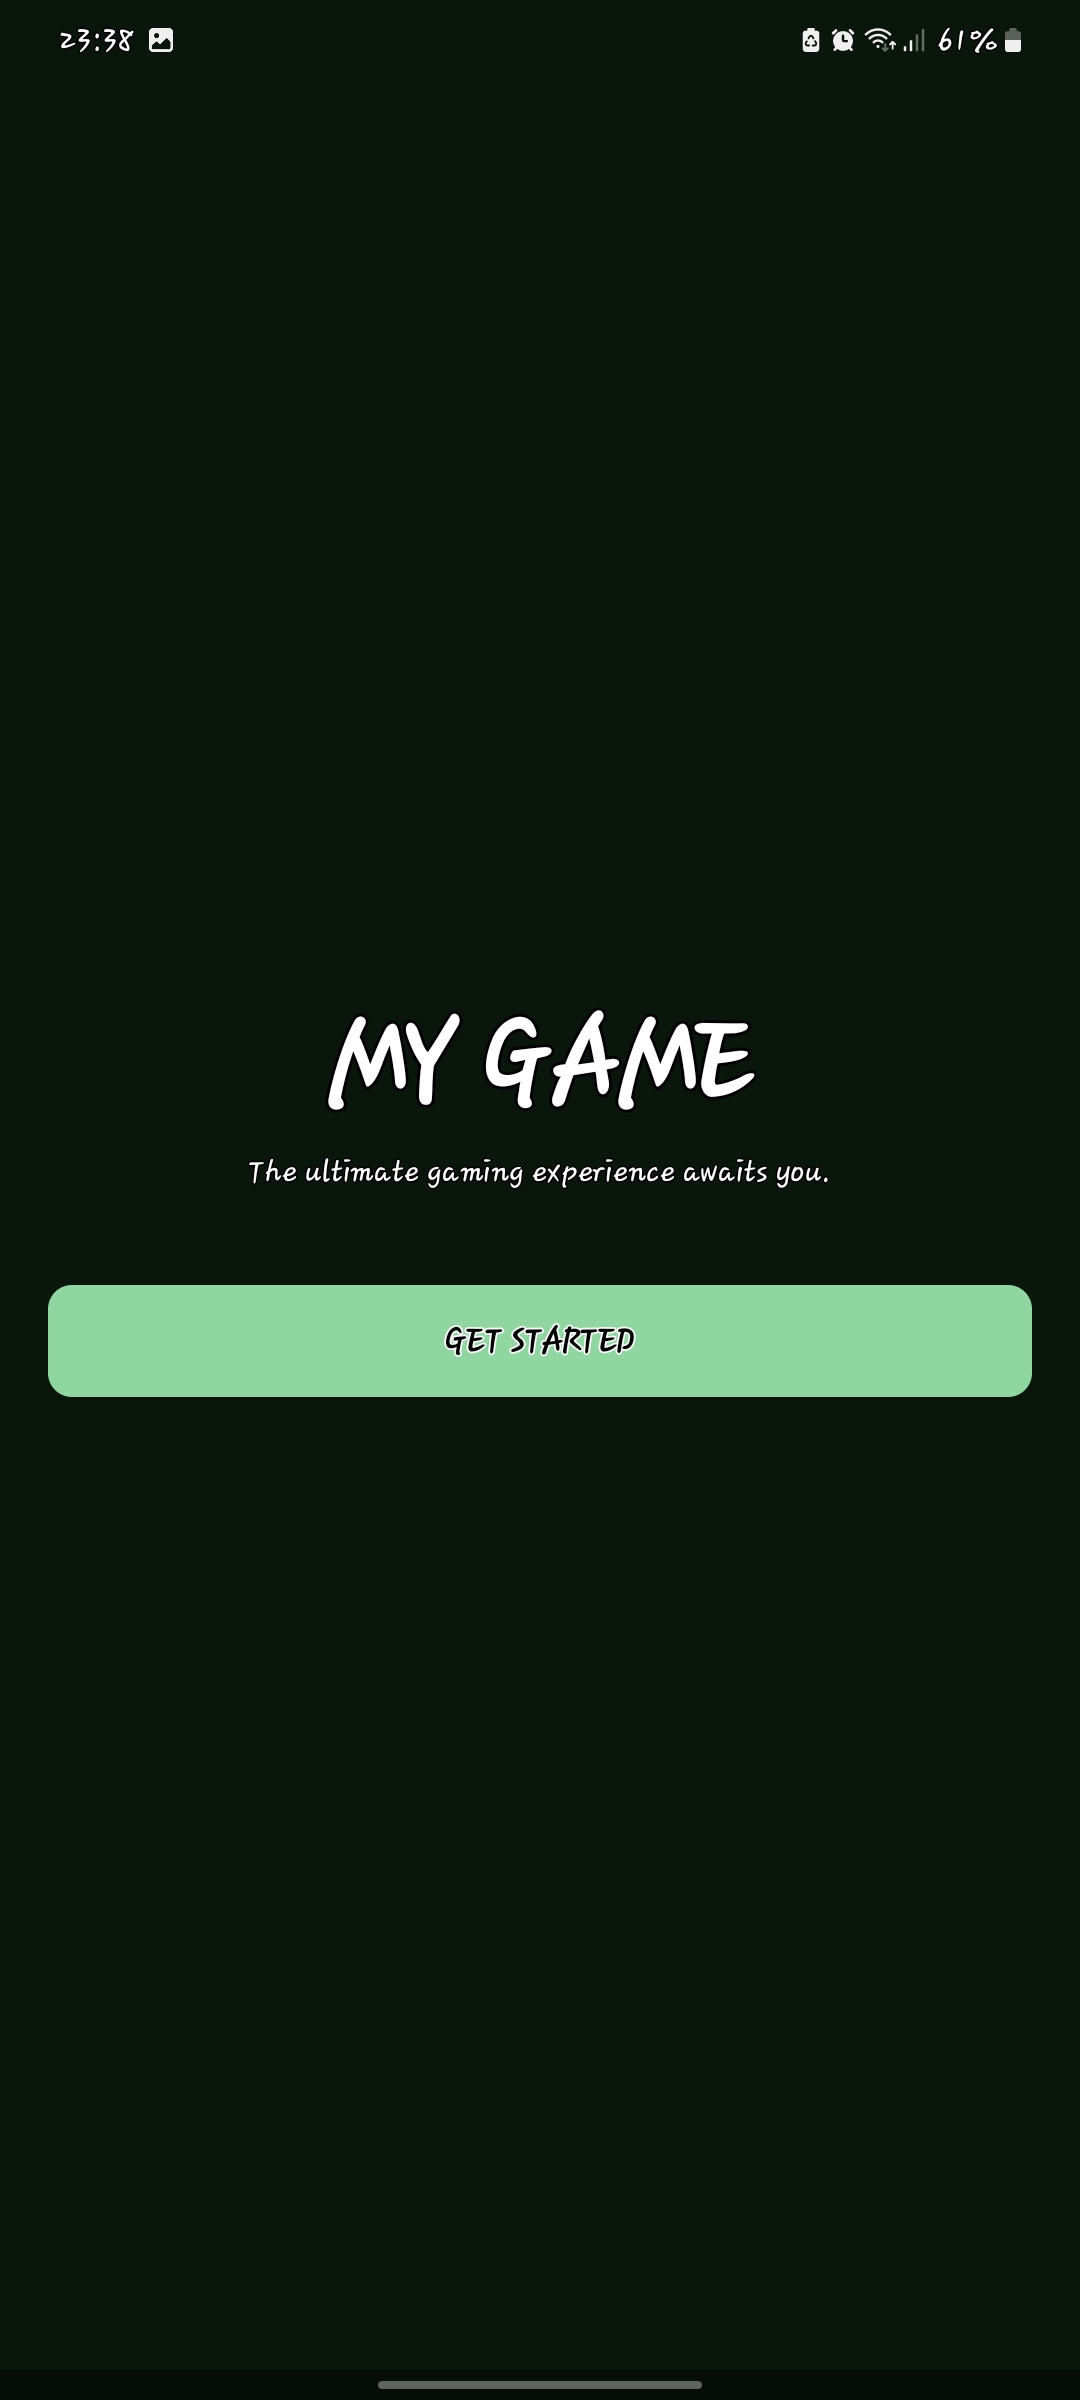 23:38 61%
MY GAME
The ultimate gaming experience awaits you.
GET STARTED